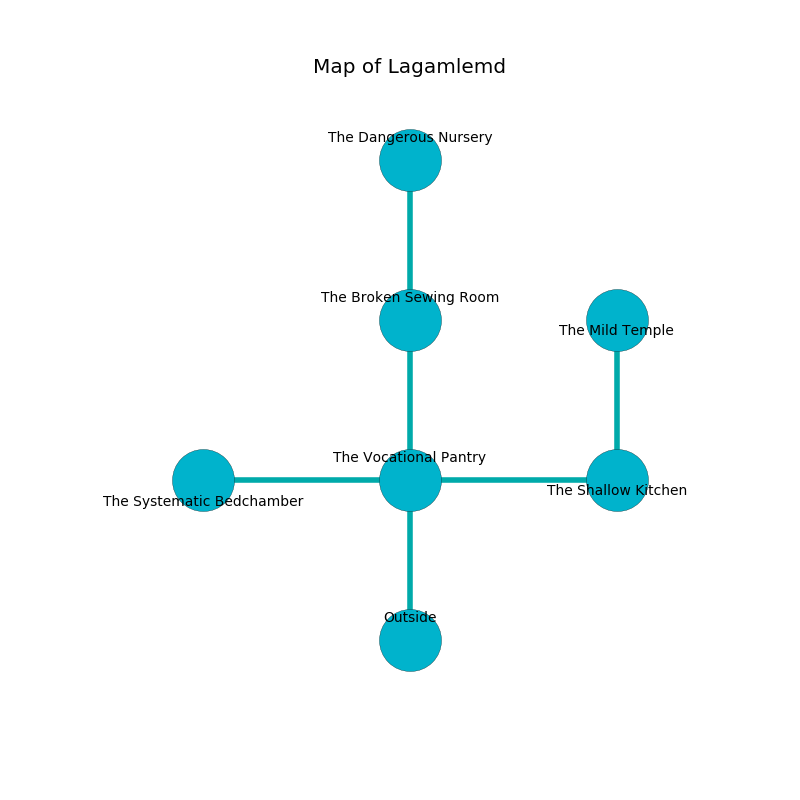 Map of Lagamlemd
The Dangerous Nursery
The Broken Sewing Room
The Mild Temple
The Vocational Pantry
The Shallow Kitchen
The Systematic Bedchamber
Outside